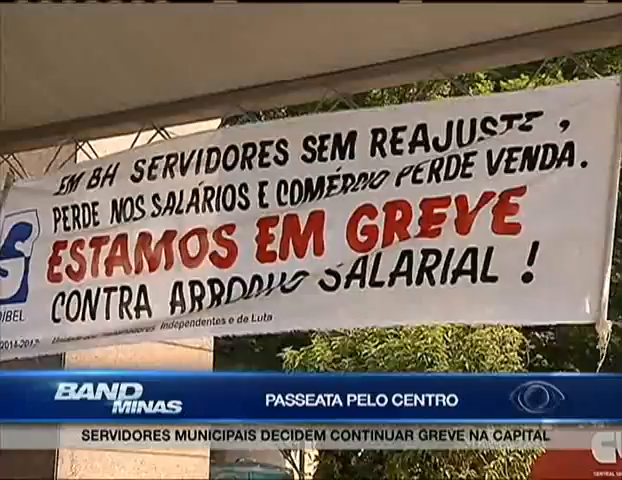 EM BH SERVIDORES SEM REAJUSTE,
PERDE NOS SALÁRIOS E COMÉRCIO PERDE VENDA.
ESTAMOS EM GREVE
CONTRA ARROCHO SALARIAL!
Independentes e de Luta
BAND
MINAS
PASSEATA PELO CENTRO
SERVIDORES MUNICIPAIS DECIDEM CONTINUAR GREVE NA CAPITAL